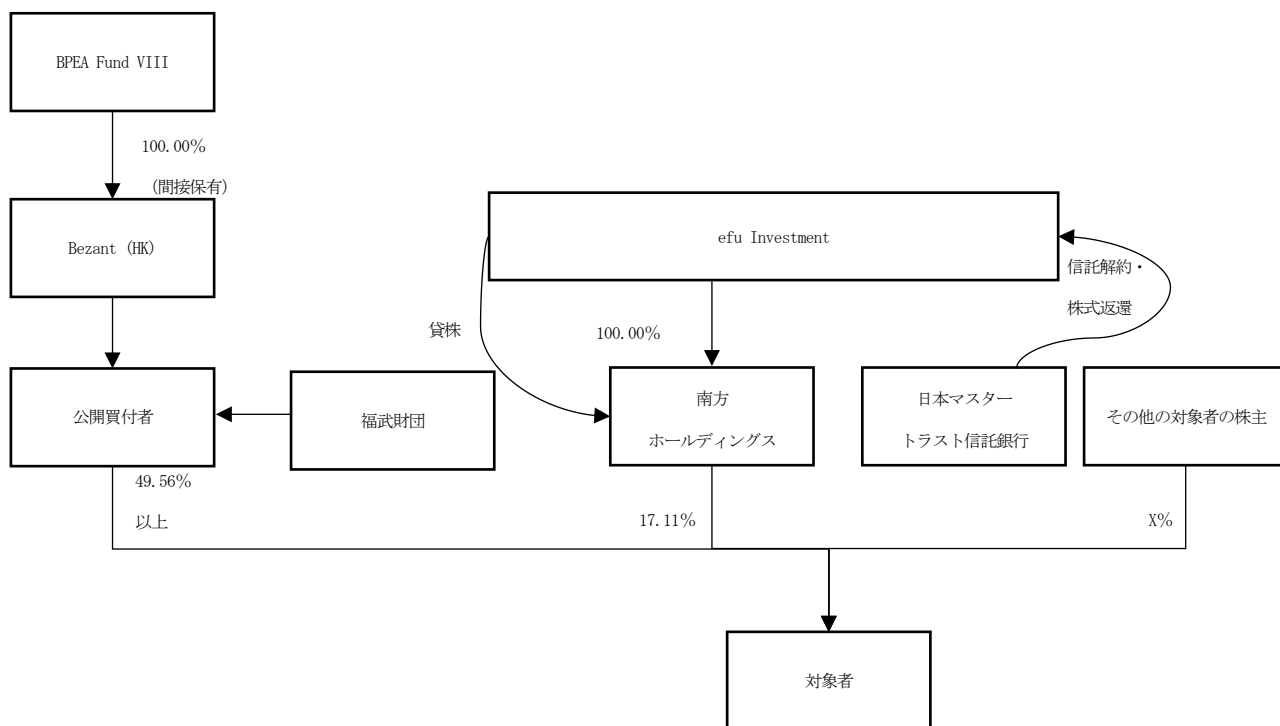 BPEA Fund VIII
100.00%
(間接保有)
Bezant (HK)
efu Investment
信託解約・
株式返還
貸株
100.00%
公開買付者
福武財団
南方
ホールディングス
日本マスター
トラスト信託銀行
その他の対象者の株主
49.56%
以上
17.11%
X%
対象者